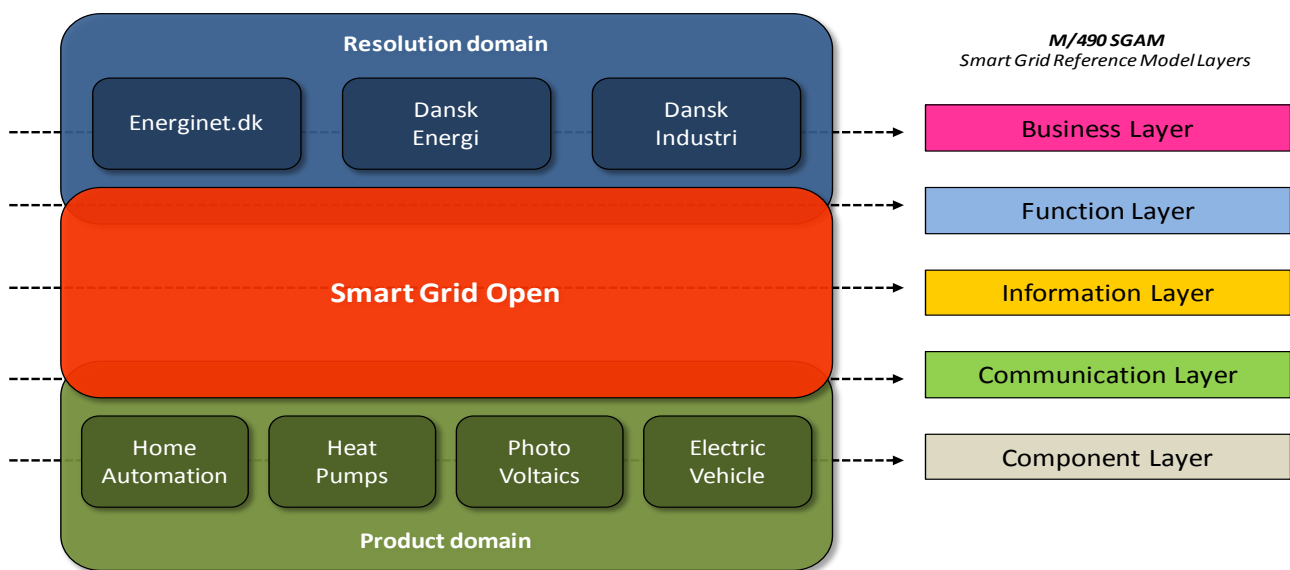 Resolution domain
M/490 SGAM
Smart Grid Reference Model Layers
Energinet.dk
Dansk
Energi
Dansk
Industri
Business Layer
Function Layer
Smart Grid Open
Information Layer
Communication Layer
Home
Automation
Heat
Pumps
Photo
Voltaics
Electric
Vehicle
Component Layer
Product domain